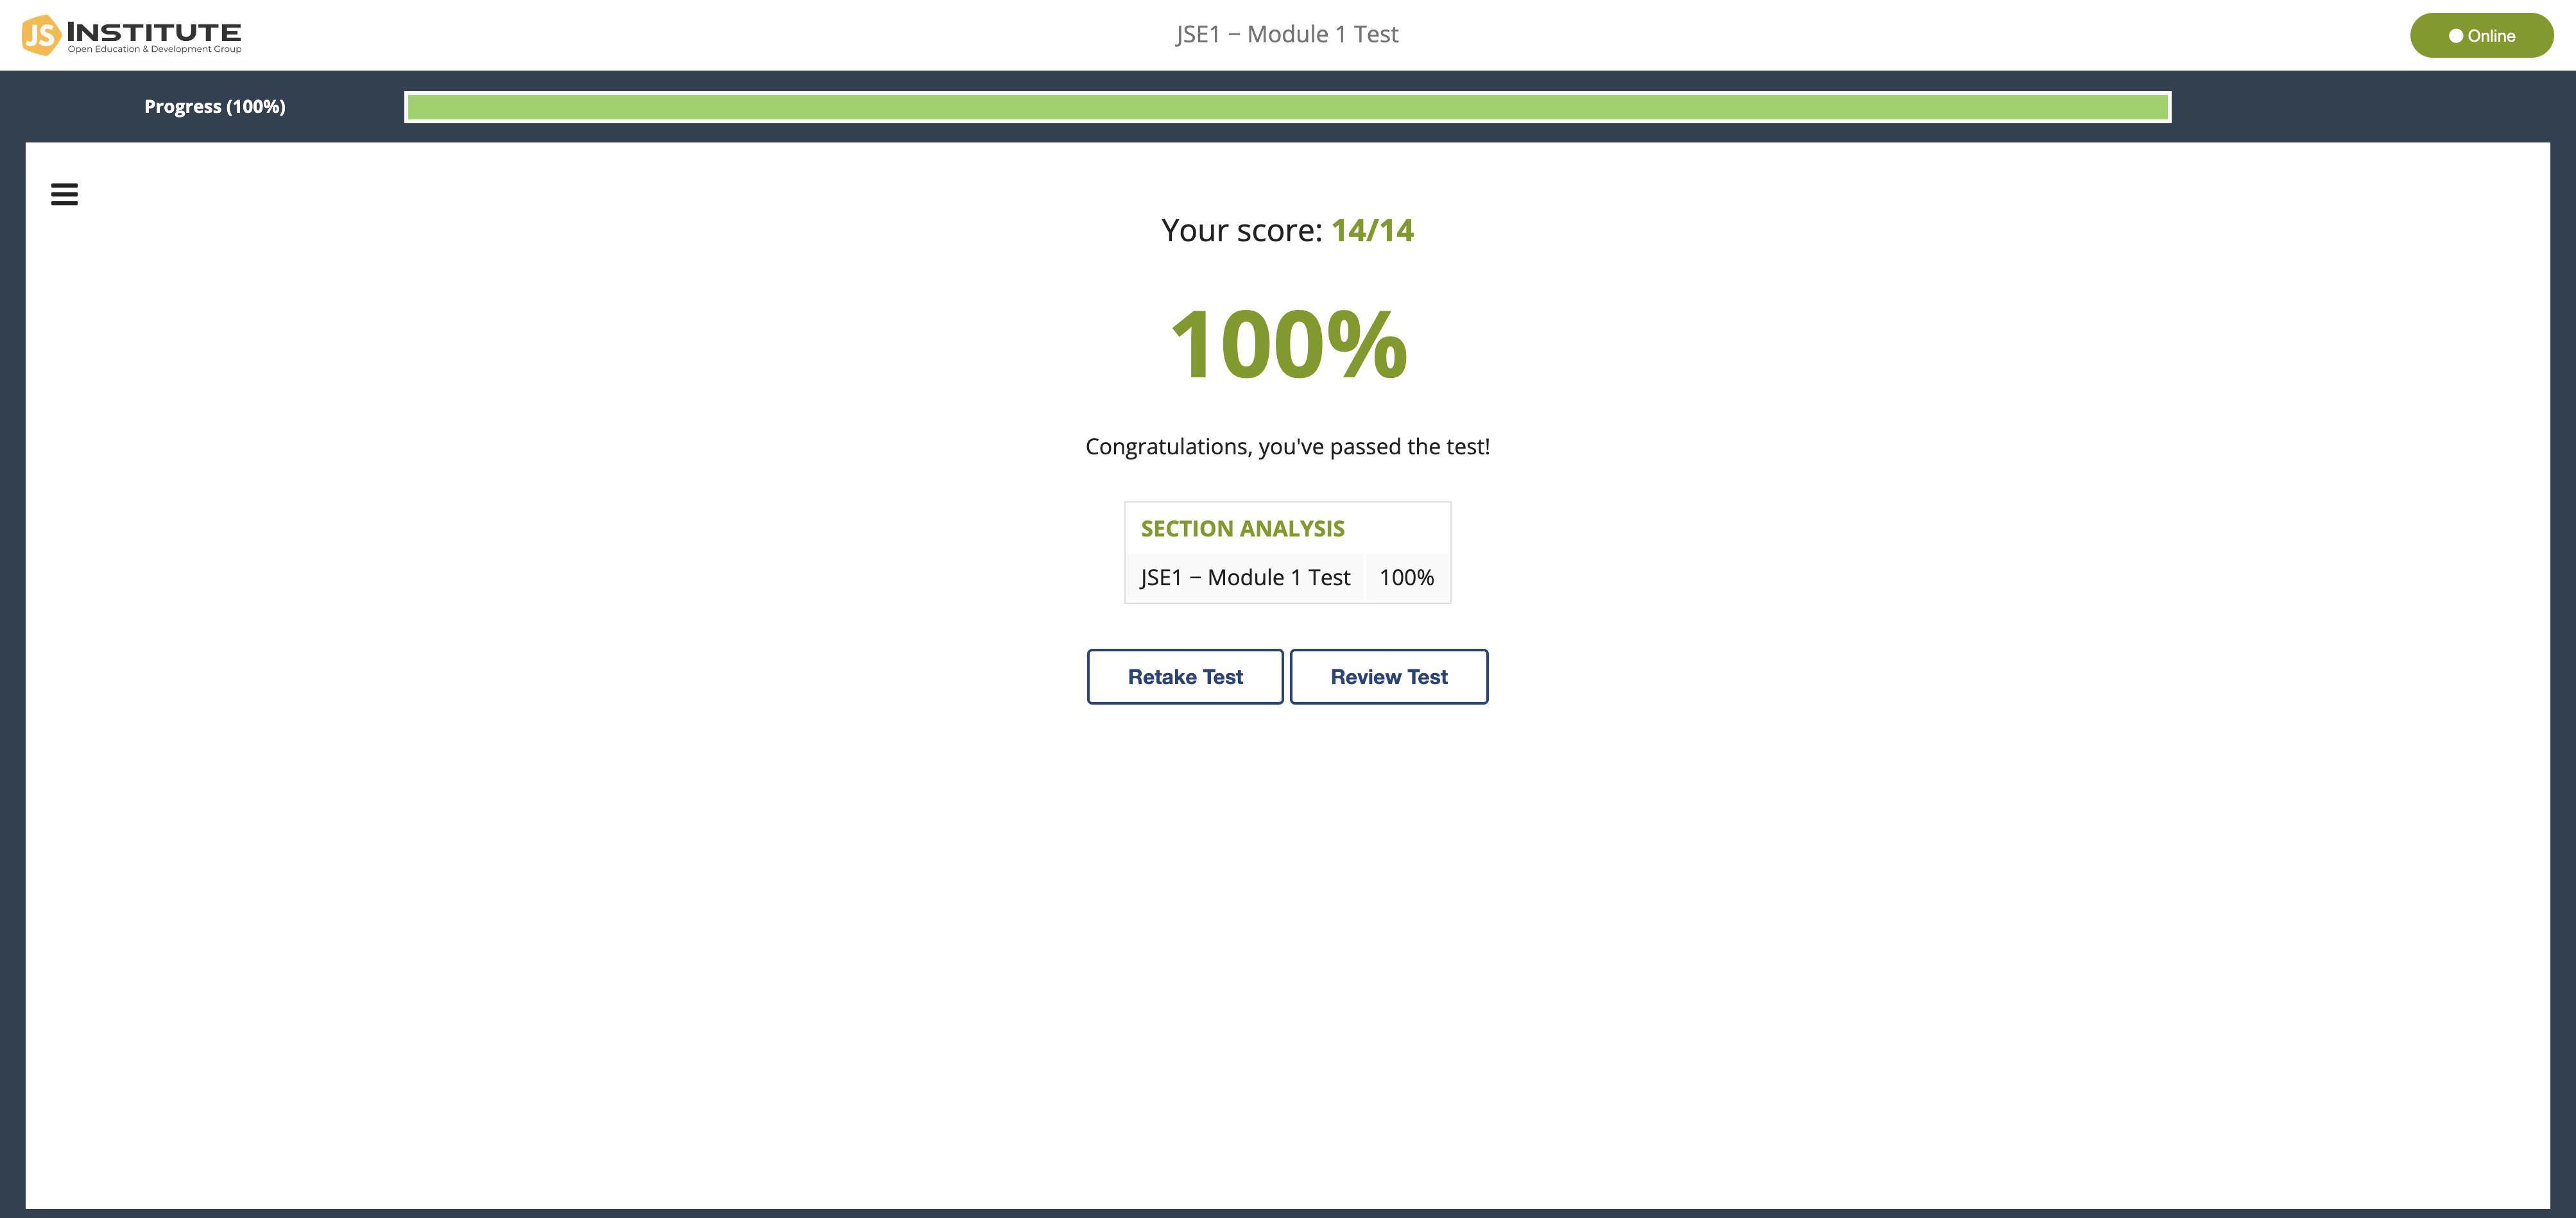 JS INSTITUTE
Open Education & Development Group
JSE1 – Module 1 Test
Online
Progress (100%)
Your score: 14/14
100%
Congratulations, you've passed the test!
SECTION ANALYSIS
JSE1 – Module 1 Test 100%
Retake Test Review Test